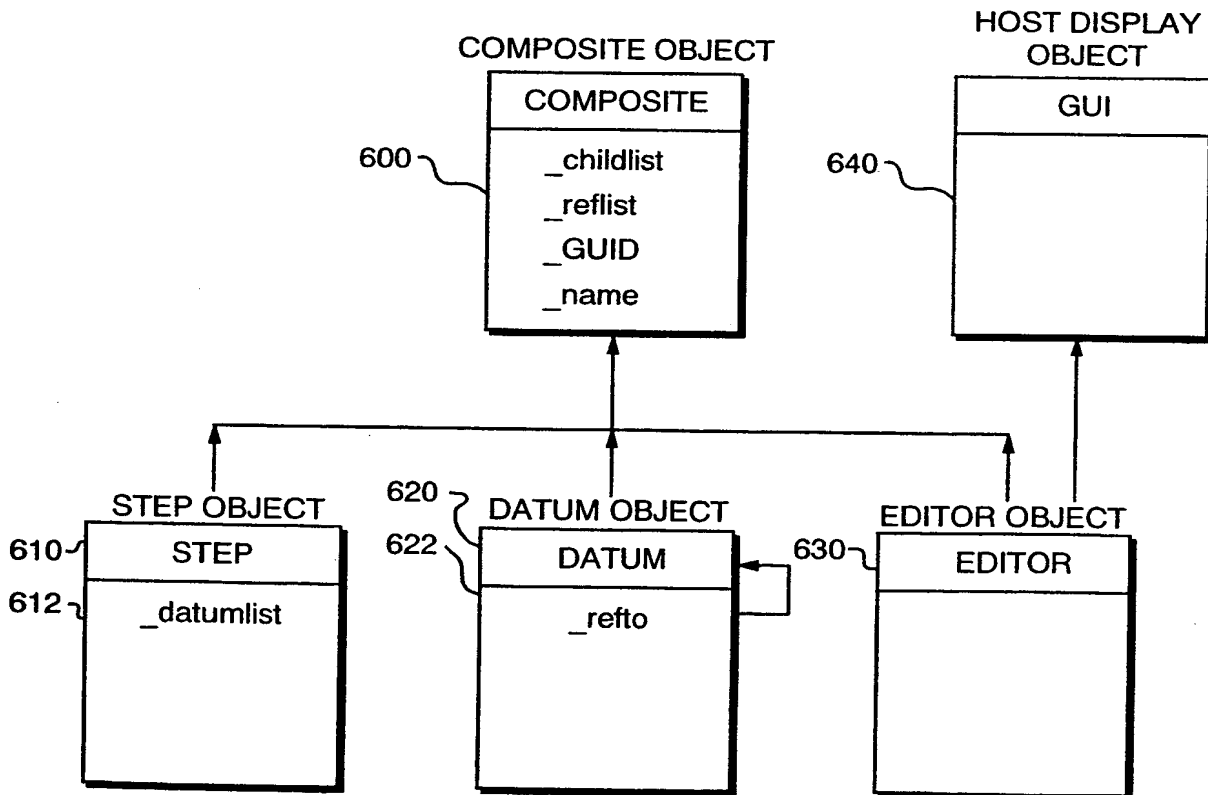 COMPOSITE OBJECT
COMPOSITE
_childlist
_reflist
_GUID
_name
600
HOST DISPLAY
OBJECT
GUI
640
STEP OBJECT
STEP
_datumlist
610
612
DATUM OBJECT
DATUM
_refto
620
622
EDITOR OBJECT
EDITOR
630